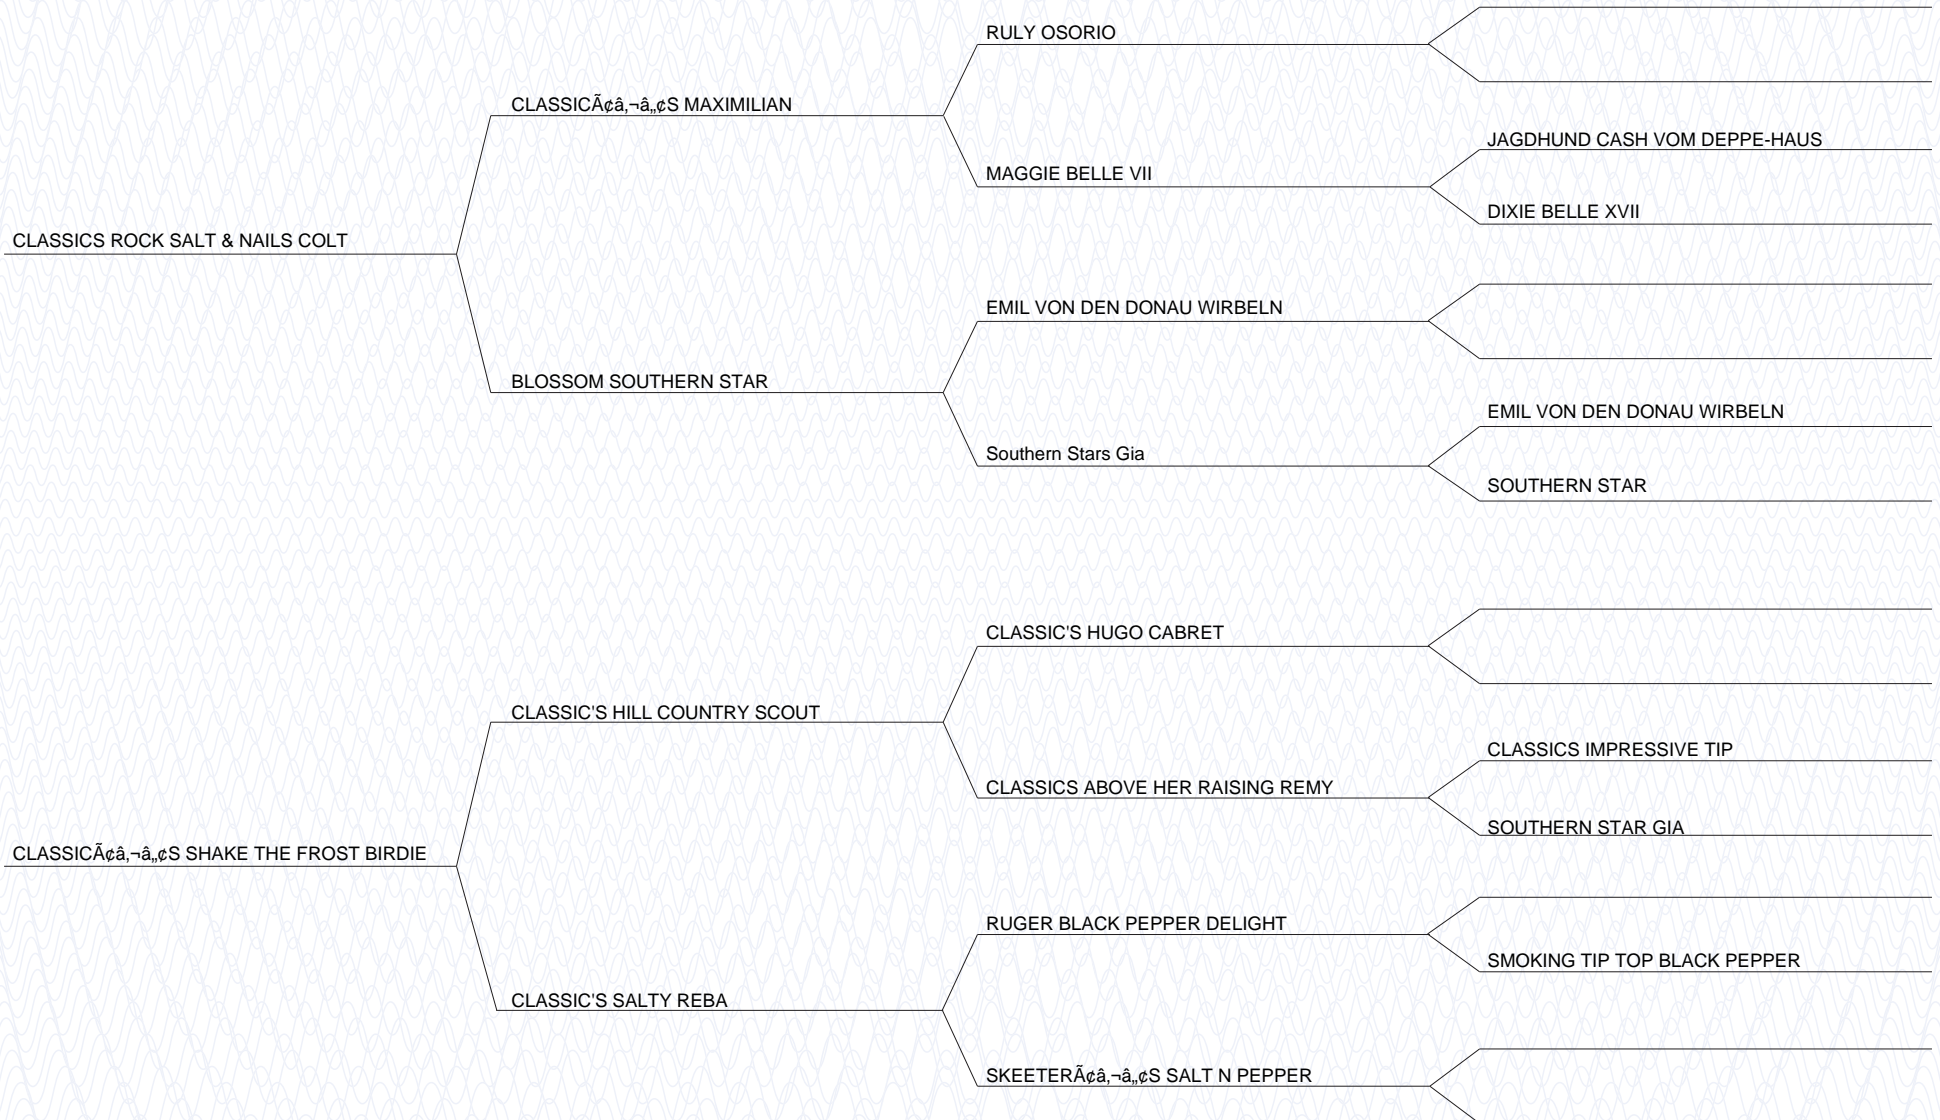 RULY OSORIO
CLASSICÃ¢â‚¬â„¢S MAXIMILIAN
JAGDHUND CASH VOM DEPPE-HAUS
MAGGIE BELLE VII
DIXIE BELLE XVII
CLASSICS ROCK SALT & NAILS COLT
EMIL VON DEN DONAU WIRBELN
BLOSSOM SOUTHERN STAR
EMIL VON DEN DONAU WIRBELN
Southern Stars Gia
SOUTHERN STAR
CLASSIC'S HUGO CABRET
CLASSIC'S HILL COUNTRY SCOUT
CLASSICS IMPRESSIVE TIP
CLASSICS ABOVE HER RAISING REMY
SOUTHERN STAR GIA
CLASSICÃ¢â‚¬â„¢S SHAKE THE FROST BIRDIE
RUGER BLACK PEPPER DELIGHT
SMOKING TIP TOP BLACK PEPPER
CLASSIC'S SALTY REBA
SKEETERÃ¢â‚¬â„¢S SALT N PEPPER